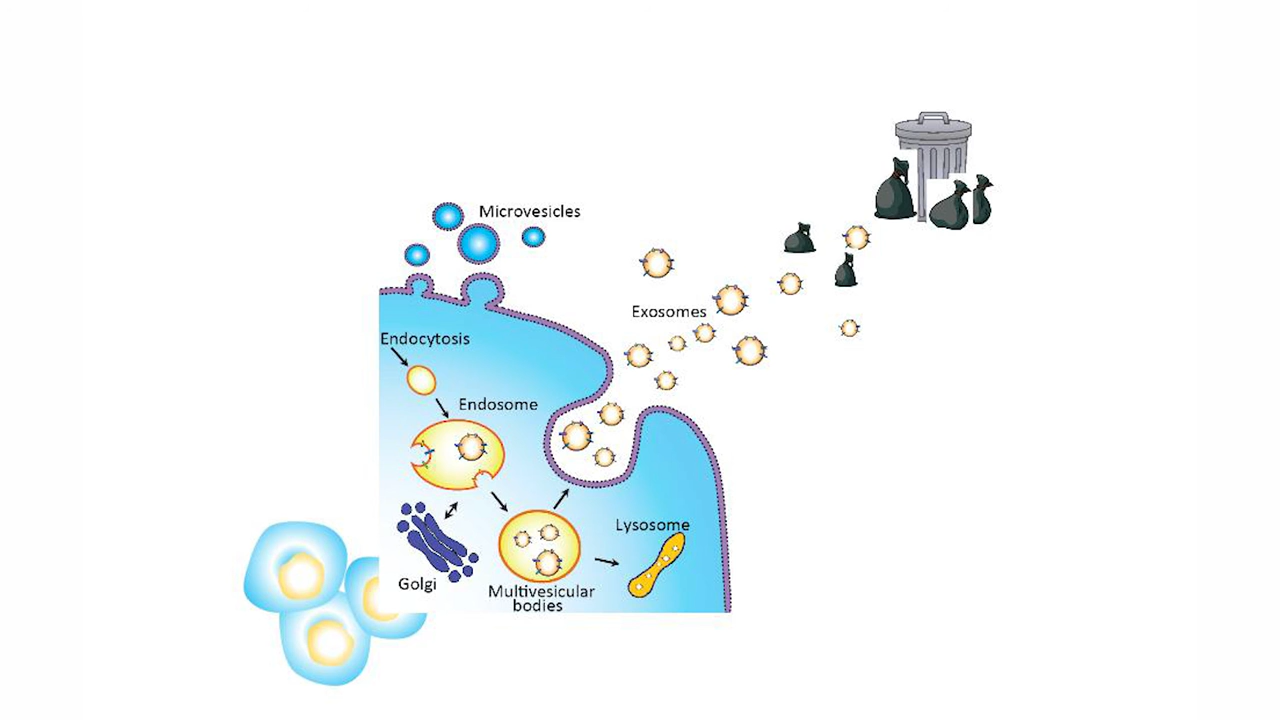 Microvesicles
Exosomes
Endocytosis
Endosome
Lysosome
Golgi
Multivesicular
bodies